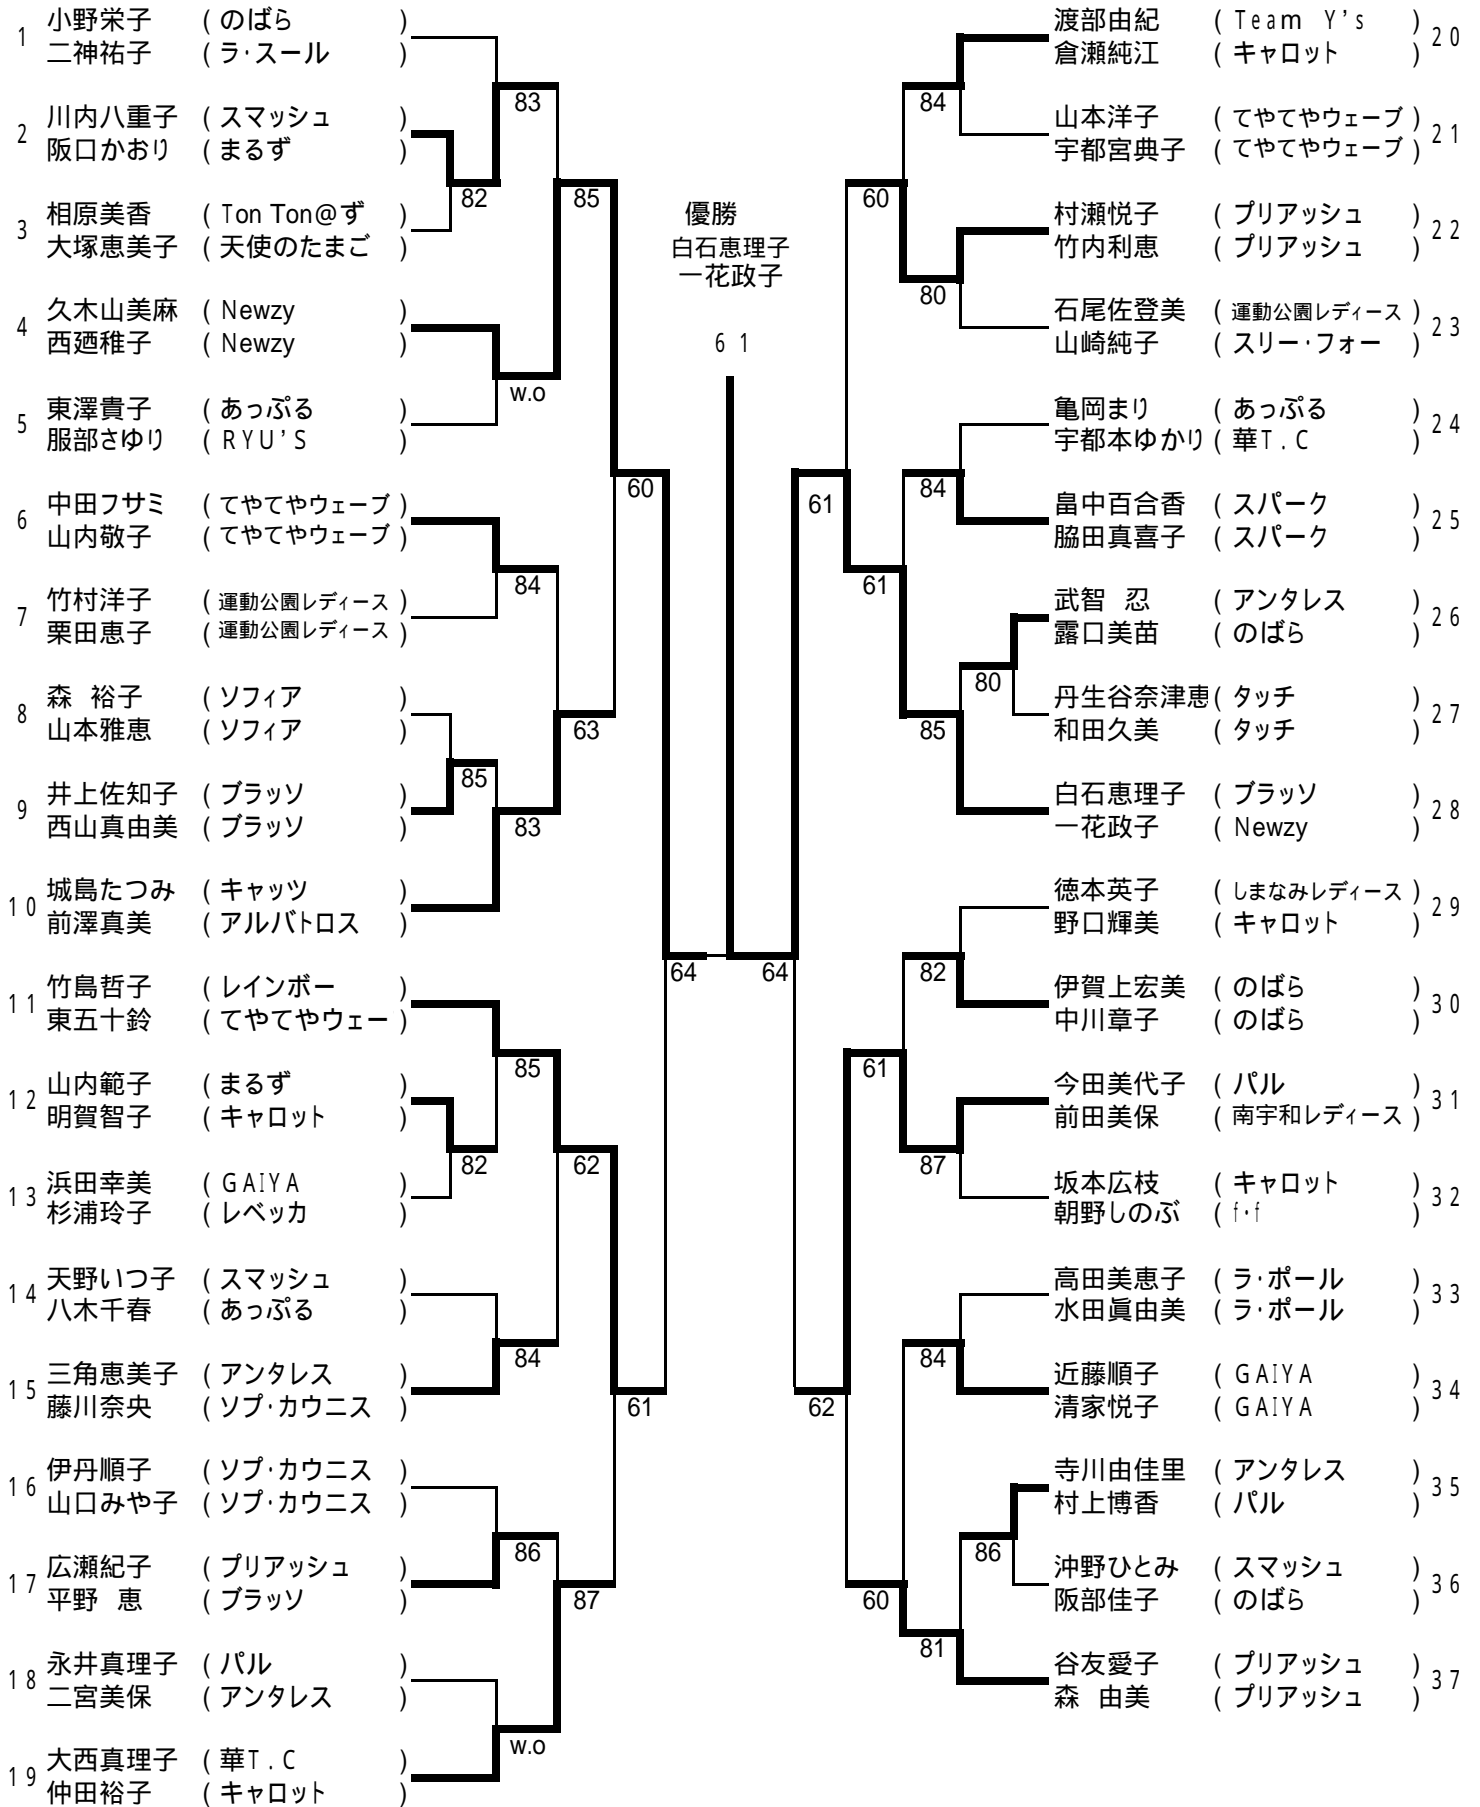 1 小野栄子 ( のばら )
二神祐子 ( ラ・スール )
2 川内八重子 ( スマッシュ )
阪口かおり ( まるず )
3 相原美香 ( Ton Ton@ず )
大塚恵美子 ( 天使のたまご )
4 久木山美麻 ( Newzy )
西廼稚子 ( Newzy )
5 東澤貴子 ( あっぷる )
服部さゆり ( RYU'S )
6 中田フサミ ( てやてやウェーブ )
山内敬子 ( てやてやウェーブ )
7 竹村洋子 ( 運動公園レディース )
栗田恵子 ( 運動公園レディース )
8 森 裕子 ( ソフィア )
山本雅恵 ( ソフィア )
9 井上佐知子 ( ブラッソ )
西山真由美 ( ブラッソ )
10 城島たつみ ( キャッツ )
前澤真美 ( アルバトロス )
11 竹島哲子 ( レインボー )
東五十鈴 ( てやてやウェー )
12 山内範子 ( まるず )
明賀智子 ( キャロット )
13 浜田幸美 ( GAIYA )
杉浦玲子 ( レベッカ )
14 天野いつ子 ( スマッシュ )
八木千春 ( あっぷる )
15 三角恵美子 ( アンタレス )
藤川奈央 ( ソプ・カウニス )
16 伊丹順子 ( ソプ・カウニス )
山口みや子 ( ソプ・カウニス )
17 広瀬紀子 ( プリアッシュ )
平野 恵 ( ブラッソ )
18 永井真理子 ( パル )
二宮美保 ( アンタレス )
19 大西真理子 ( 華T.C )
仲田裕子 ( キャロット )
83
82
85
w.o
60
84
63
85
83
64
85
82
62
84
61
86
87
w.o
優勝
白石恵理子
一花政子
6 1
84
60
80
61
84
61
80
85
64
82
61
87
84
62
86
60
81
渡部由紀 ( Team Y's ) 20
倉瀬純江 ( キャロット )
山本洋子 ( てやてやウェーブ ) 21
宇都宮典子 ( てやてやウェーブ )
村瀬悦子 ( プリアッシュ ) 22
竹内利恵 ( プリアッシュ )
石尾佐登美 ( 運動公園レディース ) 23
山崎純子 ( スリー・フォー )
亀岡まり ( あっぷる ) 24
宇都本ゆかり ( 華T.C )
畠中百合香 ( スパーク ) 25
脇田真喜子 ( スパーク )
武智 忍 ( アンタレス ) 26
露口美苗 ( のばら )
丹生谷奈津恵 ( タッチ ) 27
和田久美 ( タッチ )
白石恵理子 ( ブラッソ ) 28
一花政子 ( Newzy )
徳本英子 ( しまなみレディース ) 29
野口輝美 ( キャロット )
伊賀上宏美 ( のばら ) 30
中川章子 ( のばら )
今田美代子 ( パル ) 31
前田美保 ( 南宇和レディース )
坂本広枝 ( キャロット ) 32
朝野しのぶ ( f・f )
高田美恵子 ( ラ・ポール ) 33
水田眞由美 ( ラ・ポール )
近藤順子 ( GAIYA ) 34
清家悦子 ( GAIYA )
寺川由佳里 ( アンタレス ) 35
村上博香 ( パル )
沖野ひとみ ( スマッシュ ) 36
阪部佳子 ( のばら )
谷友愛子 ( プリアッシュ ) 37
森 由美 ( プリアッシュ )